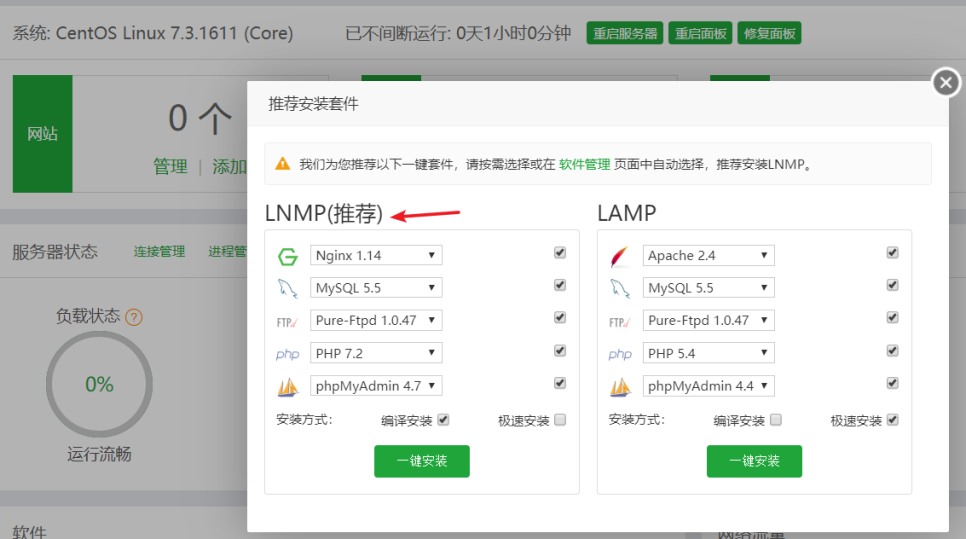 系统: CentOS Linux 7.3.1611 (Core) 已不间断运行: 0天1小时0分钟 重启服务器 重启面板 修复面板
网站
0 个
管理 | 添加
推荐安装套件
我们为您推荐以下一键套件，请按需选择或在 软件管理 页面中自动选择，推荐安装LNMP。
服务器状态 连接管理 进程管
负载状态 ?
0%
运行流畅
LNMP(推荐)
Nginx 1.14
MySQL 5.5
FTP Pure-Ftpd 1.0.47
php PHP 7.2
phpMyAdmin 4.7
安装方式: 编译安装 极速安装
一键安装
LAMP
Apache 2.4
MySQL 5.5
FTP Pure-Ftpd 1.0.47
php PHP 5.4
phpMyAdmin 4.4
安装方式: 编译安装 极速安装
一键安装
软件
网络流量